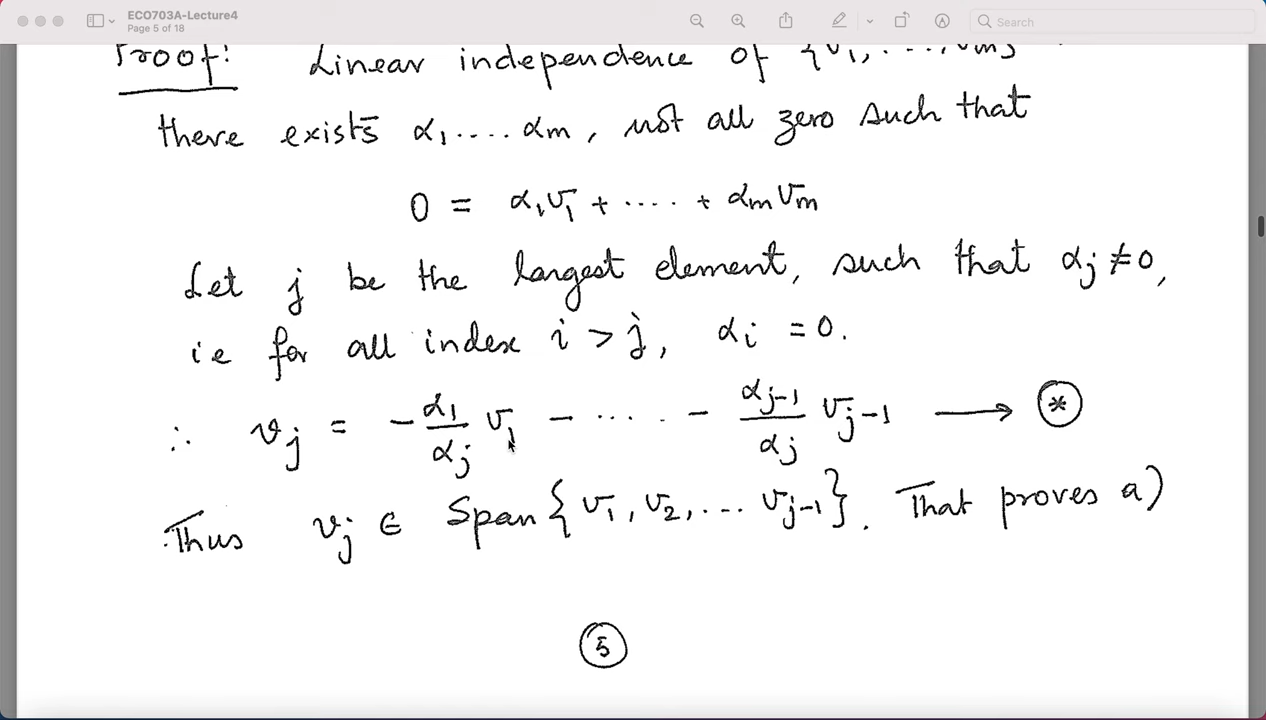 ECO703A-Lecture4
Page 5 of 18
Search
Proof: Linear independence of {v1, ...., vm}
there exists α1 .... αm, not all zero such that
0 = α1v1 + ..... + αmvm
Let j be the largest element, such that αj ≠ 0,
ie for all index i > j, αi = 0.
∴ vj = -α1/αj v1 - ..... - αj-1/αj vj-1 ⟶ ⊛
Thus vj ∈ Span{v1, v2, ... vj-1}. That proves a)
5